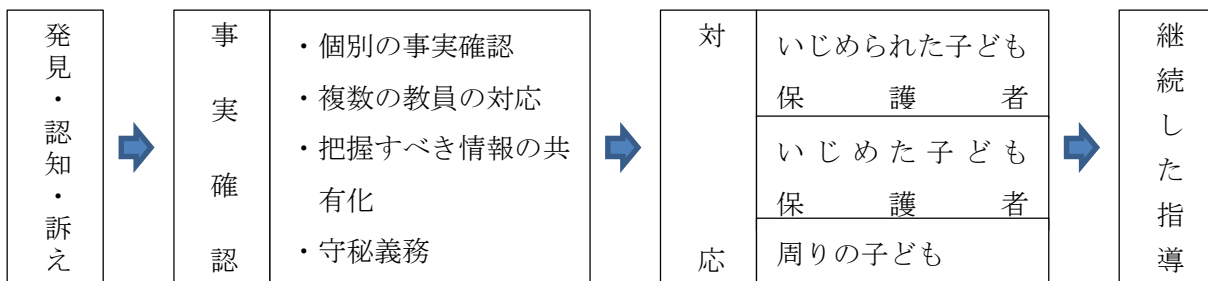 発見・認知・訴え
事実確認
・個別の事実確認
・複数の教員の対応
・把握すべき情報の共
有化
・守秘義務
対応
いじめられた子ども
保護者
いじめた子ども
保護者
周りの子ども
継続した指導